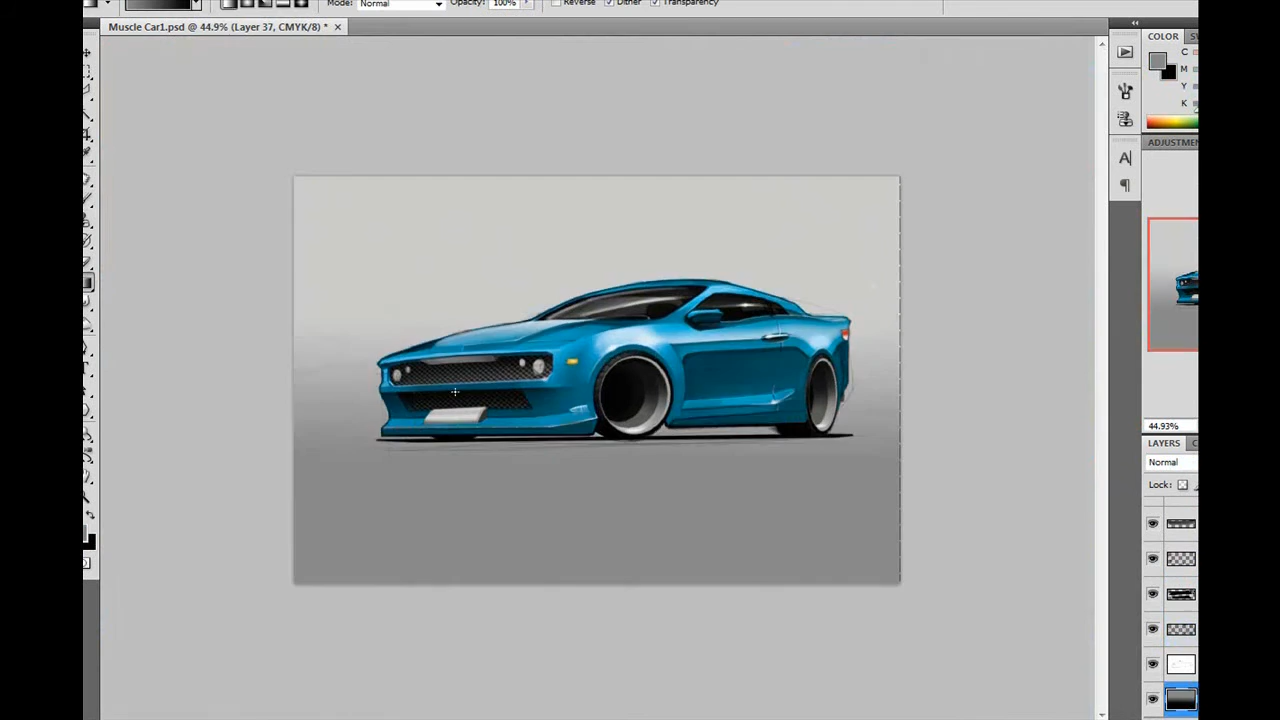 Mode: Normal Opacity: 100% Reverse Dither Transparency
Muscle Car1.psd @ 44.9% (Layer 37, CMYK/8) * ×
COLOR
C
M
Y
K
A
¶
44.93%
LAYERS
Normal
Lock: